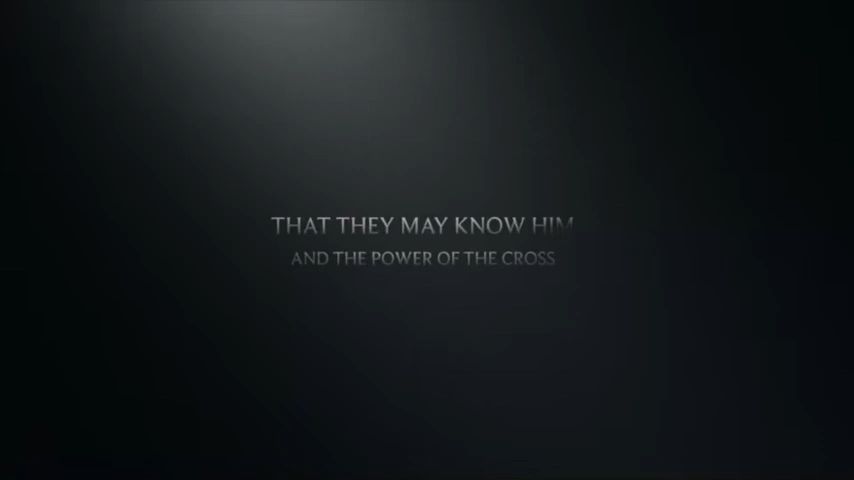 THAT THEY MAY KNOW HIM
AND THE POWER OF THE CROSS